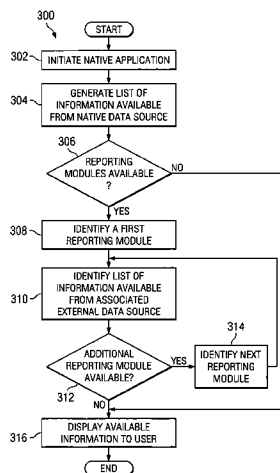 300
START
302
INITIATE NATIVE APPLICATION
304
GENERATE LIST OF
INFORMATION AVAILABLE
FROM NATIVE DATA SOURCE
306
REPORTING
MODULES AVAILABLE
?
NO
YES
308
IDENTIFY A FIRST
REPORTING MODULE
310
IDENTIFY LIST OF
INFORMATION AVAILABLE
FROM ASSOCIATED
EXTERNAL DATA SOURCE
314
ADDITIONAL
REPORTING MODULE
AVAILABLE?
YES
IDENTIFY NEXT
REPORTING
MODULE
312
NO
316
DISPLAY AVAILABLE
INFORMATION TO USER
END